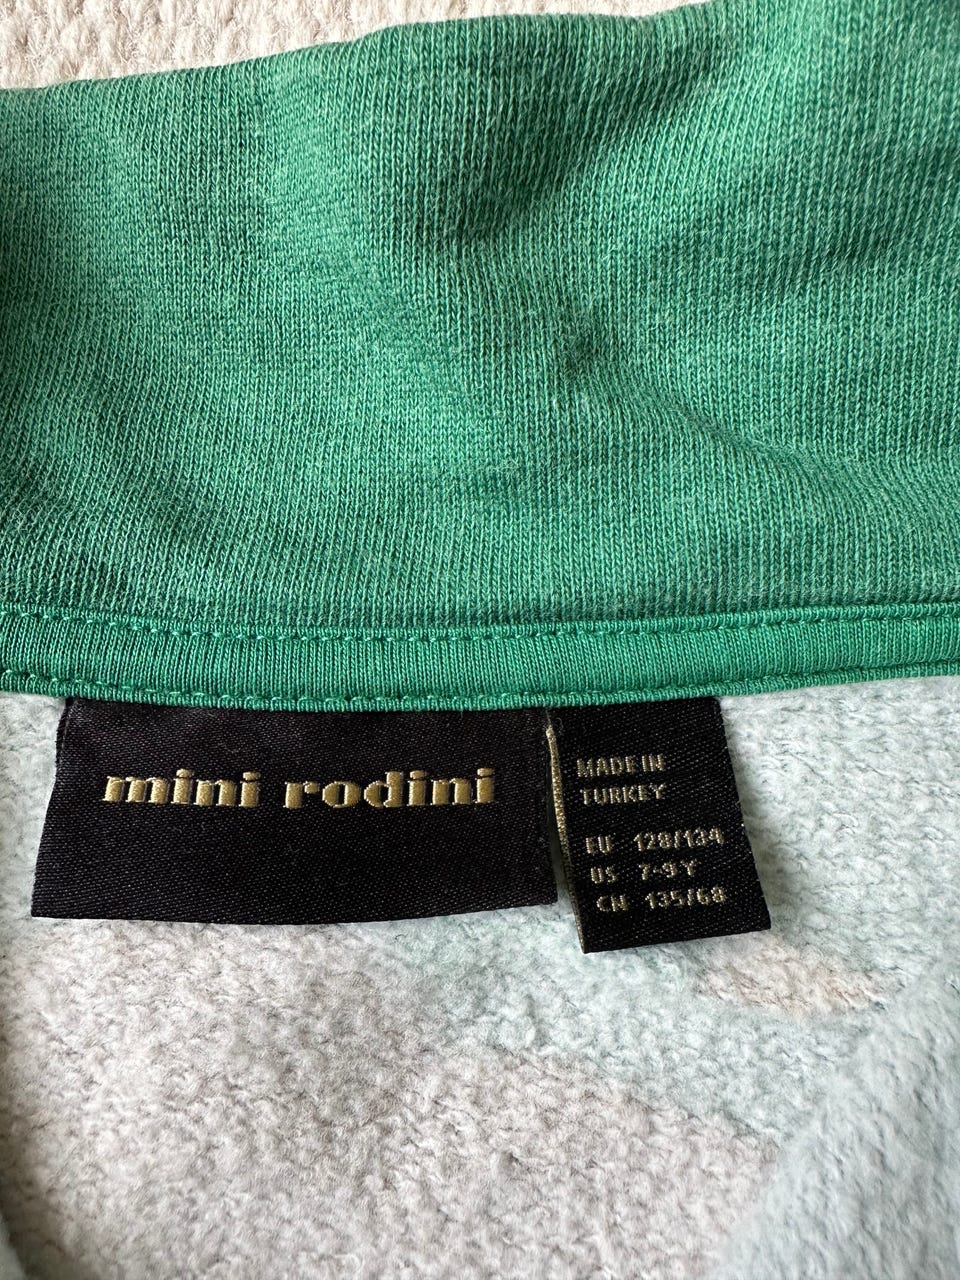 mini rodini
MADE IN
TURKEY
EU 128/134
US 7-9Y
CN 135/68